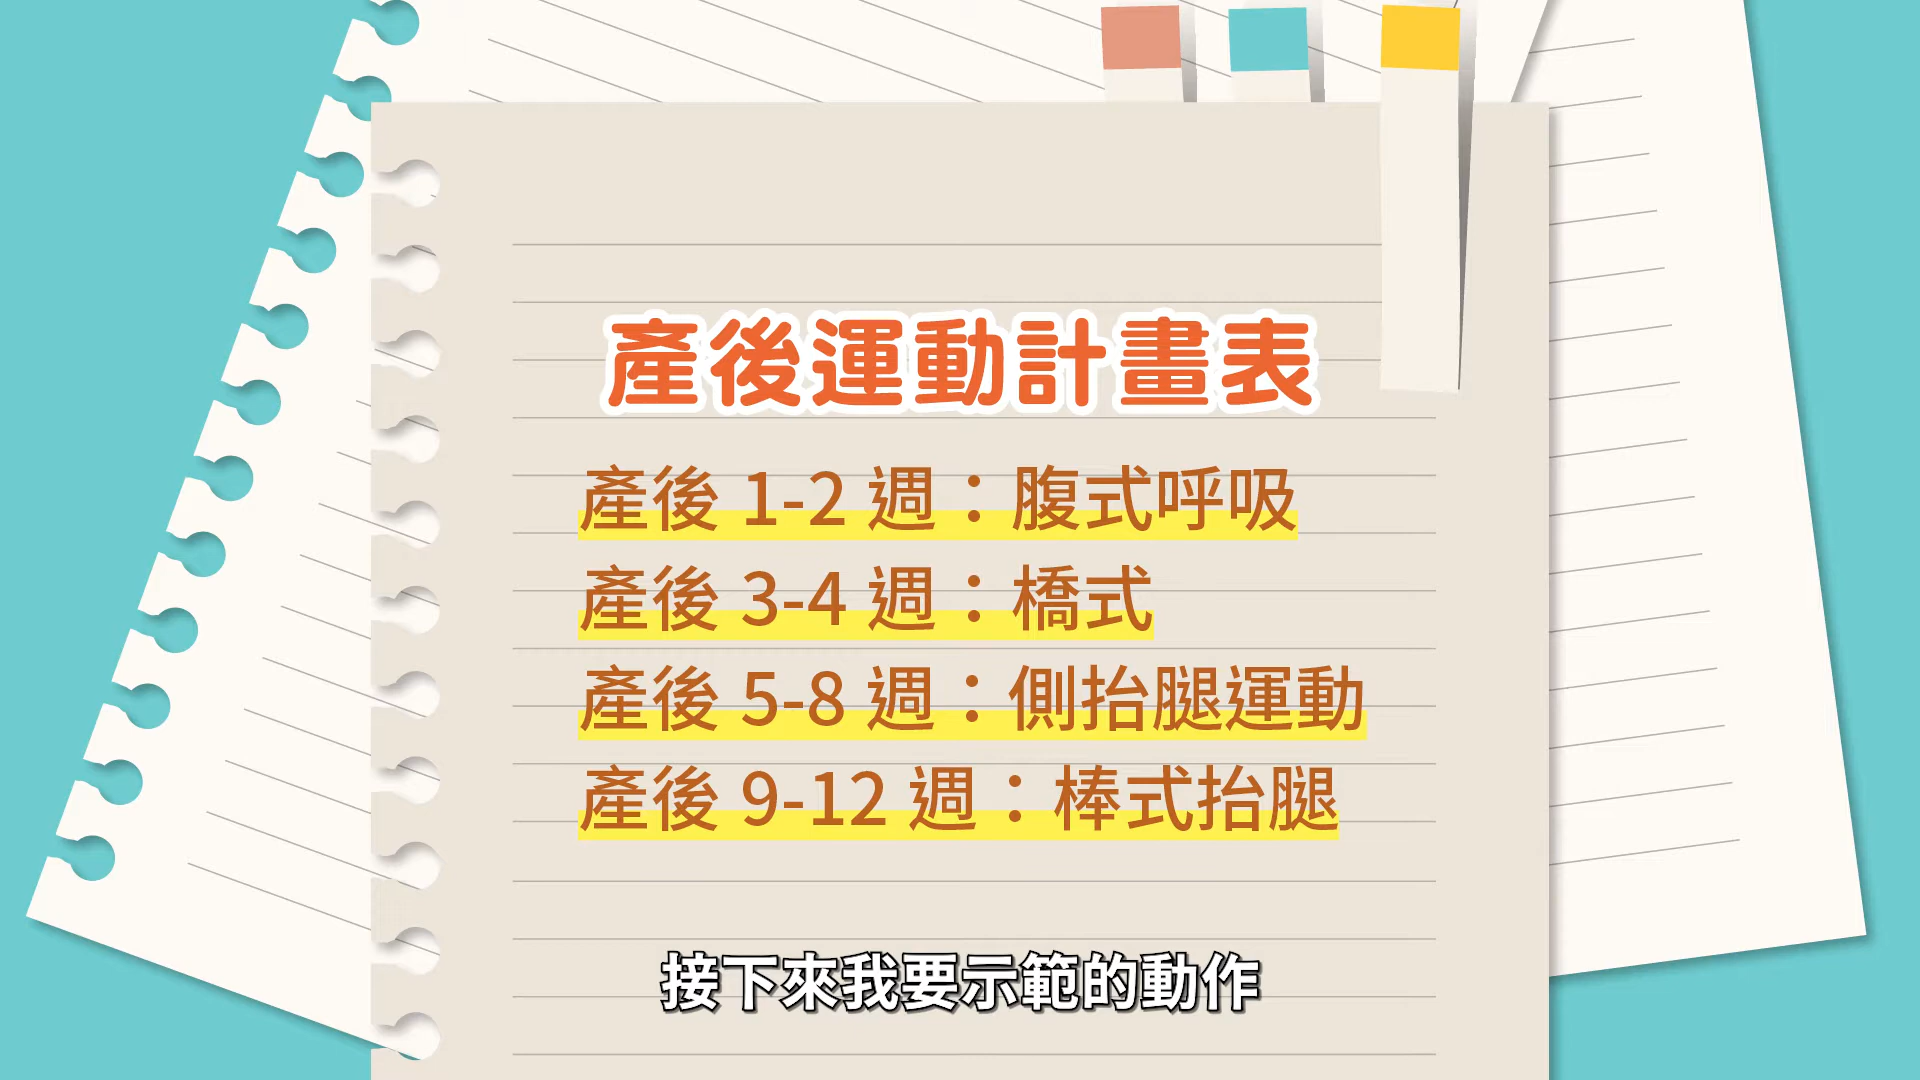 產後運動計畫表
產後 1-2 週：腹式呼吸
產後 3-4 週：橋式
產後 5-8 週：側抬腿運動
產後 9-12 週：棒式抬腿
接下來我要示範的動作